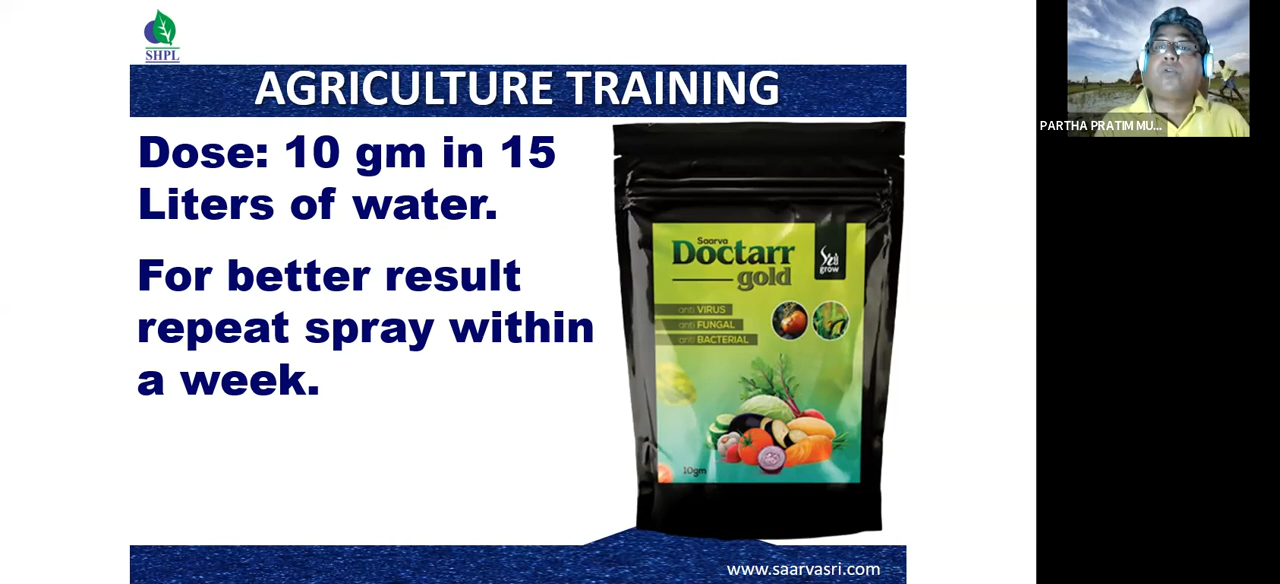 SHPL
AGRICULTURE TRAINING
Dose: 10 gm in 15
Liters of water.
For better result
repeat spray within
a week.
Saarva
Doctarr
gold
grow
anti VIRUS
anti FUNGAL
anti BACTERIAL
10gm
www.saarvasri.com
PARTHA PRATIM MU...